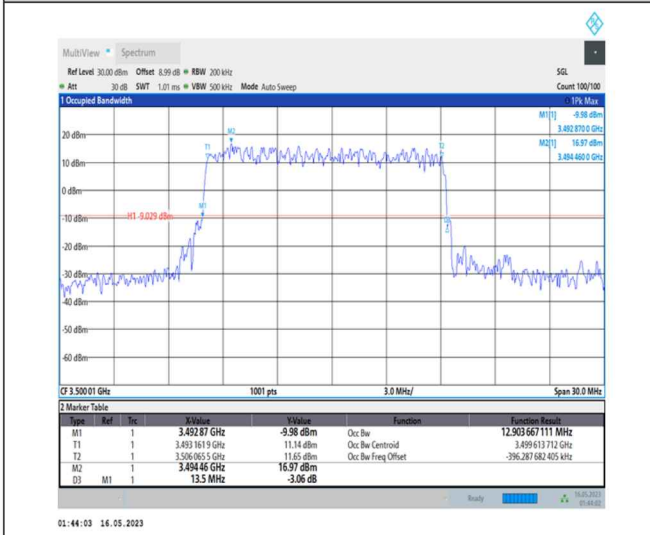 MultiView Spectrum
Ref Level 30.00 dBm Offset 8.99 dB RBW 200 kHz SGL
Att 30 dB SWT 1.01 ms VBW 500 kHz Mode Auto Sweep Count 100/100
1 Occupied Bandwidth 1Pk Max
M1[1] -9.98 dBm
3.492 870 0 GHz
M2[1] 16.97 dBm
3.494 460 0 GHz
20 dBm
M2
T1
T2
10 dBm
0 dBm
M1
H1 -9.029 dBm
-10 dBm
D3
-20 dBm
-30 dBm
-40 dBm
-50 dBm
-60 dBm
CF 3.500 01 GHz 1001 pts 3.0 MHz/ Span 30.0 MHz
2 Marker Table
Type Ref Trc X-Value Y-Value Function Function Result
M1 1 3.492 87 GHz -9.98 dBm Occ Bw 12.903 667 111 MHz
T1 1 3.493 161 9 GHz 11.14 dBm Occ Bw Centroid 3.499 613 712 GHz
T2 1 3.506 065 5 GHz 11.65 dBm Occ Bw Freq Offset -396.287 682 405 kHz
M2 1 3.494 46 GHz 16.97 dBm
D3 M1 1 13.5 MHz -3.06 dB
Ready 16.05.2023
01:44:02
01:44:03 16.05.2023